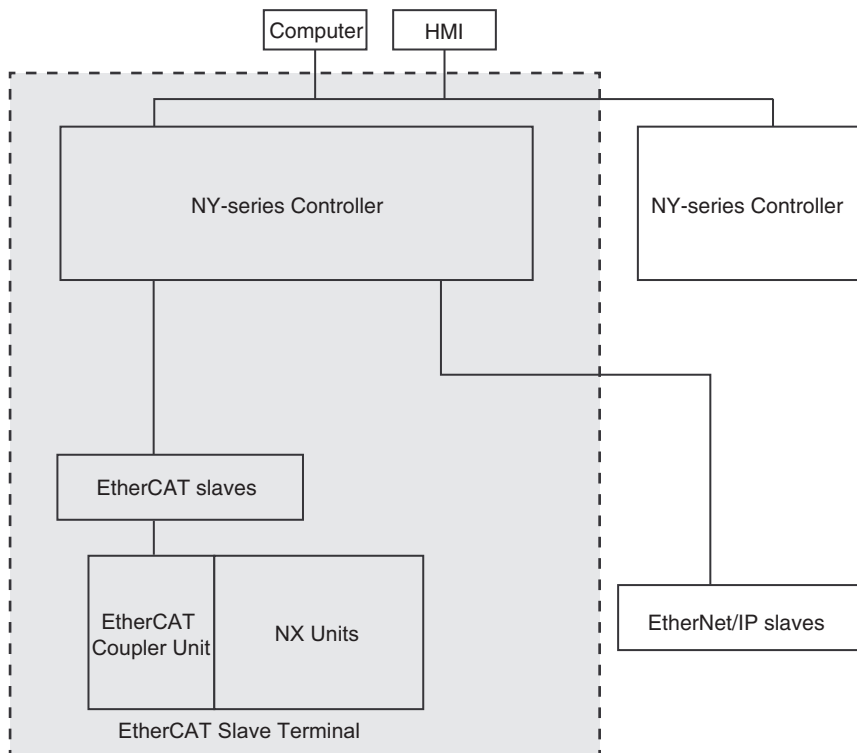 Computer
HMI
NY-series Controller
NY-series Controller
EtherCAT slaves
EtherCAT
Coupler Unit
NX Units
EtherNet/IP slaves
EtherCAT Slave Terminal